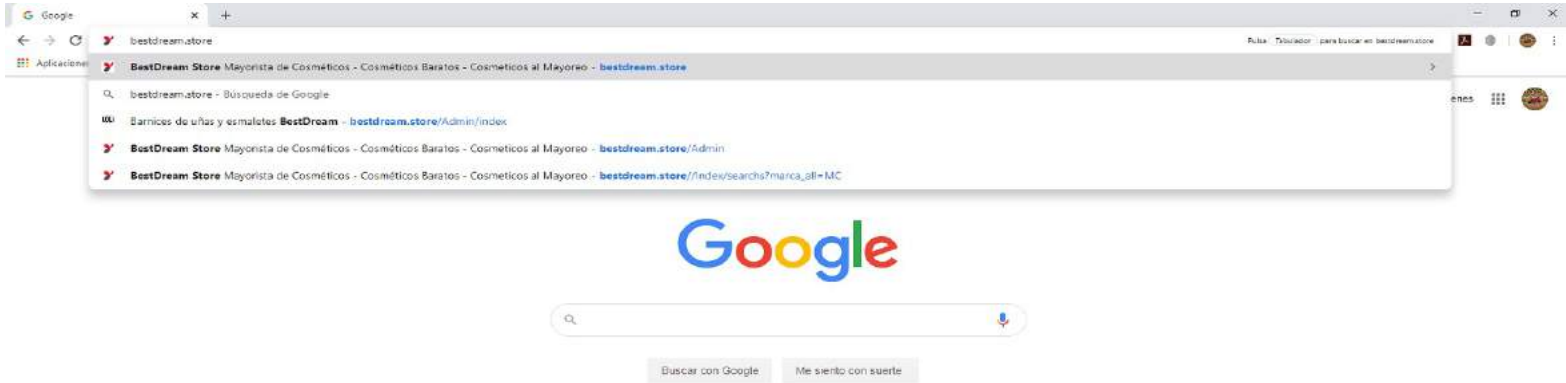 Google
bestdream.store
Pulsa Tabulador para buscar en bestdream.store
Aplicacione
BestDream Store Mayorista de Cosméticos - Cosméticos Baratos - Cosmeticos al Mayoreo - bestdream.store
bestdream.store - Búsqueda de Google
enes
Barnices de uñas y esmaletes BestDream - bestdream.store/Admin/index
BestDream Store Mayorista de Cosméticos - Cosméticos Baratos - Cosmeticos al Mayoreo - bestdream.store/Admin
BestDream Store Mayorista de Cosméticos - Cosméticos Baratos - Cosmeticos al Mayoreo - bestdream.store//Index/searchs?marca_all=MC
Google
Buscar con Google
Me siento con suerte